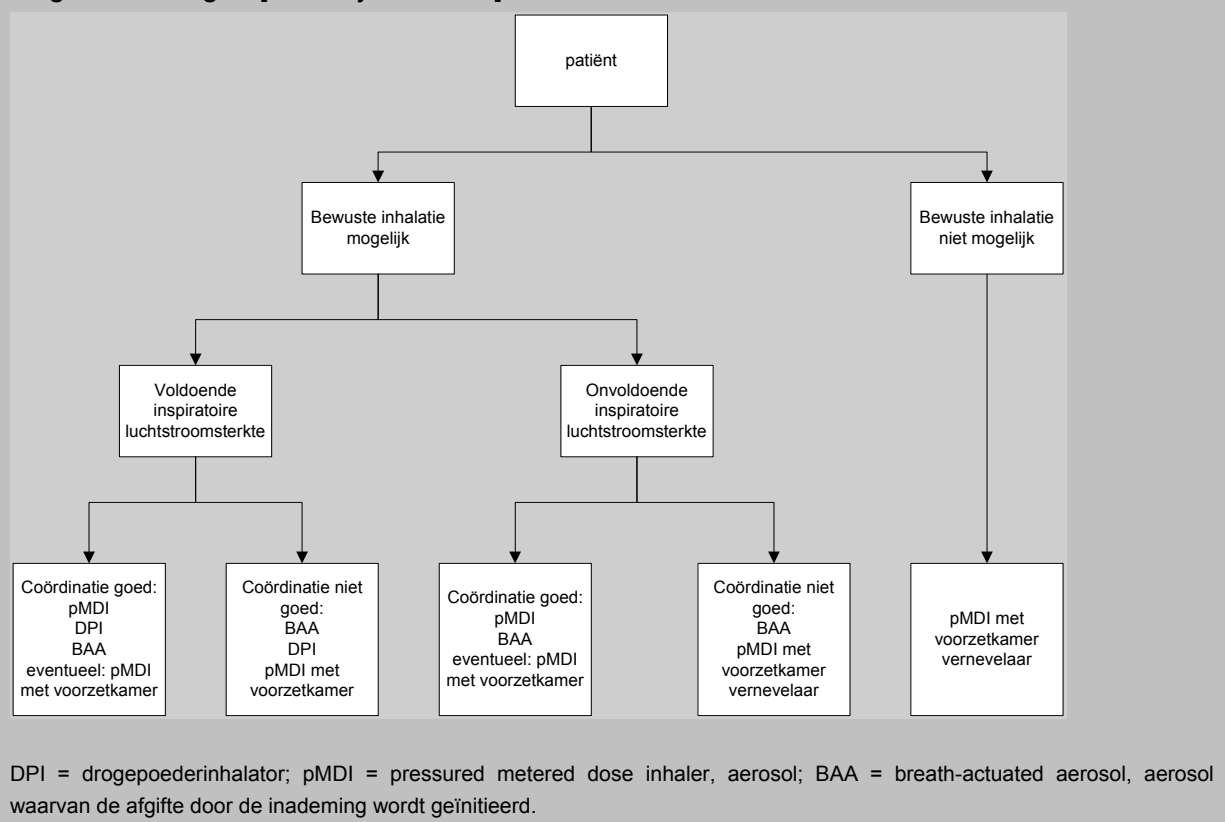 patiënt
Bewuste inhalatie
mogelijk
Bewuste inhalatie
niet mogelijk
Voldoende
inspiratoire
luchtstroomsterkte
Onvoldoende
inspiratoire
luchtstroomsterkte
Coördinatie goed:
pMDI
DPI
BAA
eventueel: pMDI
met voorzetkamer
Coördinatie niet
goed:
BAA
DPI
pMDI met
voorzetkamer
Coördinatie goed:
pMDI
BAA
eventueel: pMDI
met voorzetkamer
Coördinatie niet
goed:
BAA
pMDI met
voorzetkamer
vernevelaar
pMDI met
voorzetkamer
vernevelaar
DPI = drogepoederinhalator; pMDI = pressured metered dose inhaler, aerosol; BAA = breath-actuated aerosol, aerosol
waarvan de afgifte door de inademing wordt geïnitieerd.